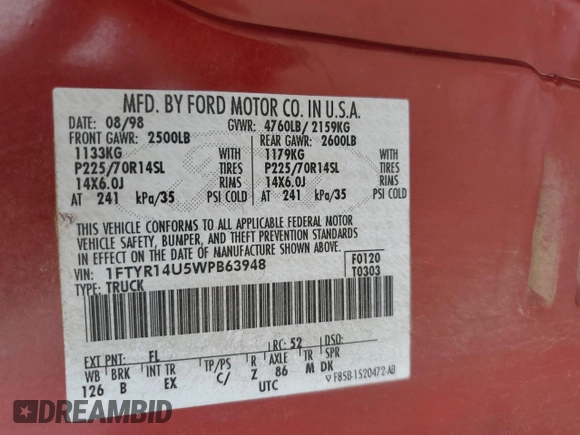 MFD. BY FORD MOTOR CO. IN U.S.A.
DATE: 08/98 GVWR: 4760LB/ 2159KG
FRONT GAWR: 2500LB REAR GAWR: 2600LB
1133KG WITH 1179KG WITH
P225/70R14SL TIRES P225/70R14SL TIRES
14X6.0J RIMS 14X6.0J RIMS
AT 241 kPa/35 PSI COLD AT 241 kPa/35 PSI COLD
THIS VEHICLE CONFORMS TO ALL APPLICABLE FEDERAL MOTOR
VEHICLE SAFETY, BUMPER, AND THEFT PREVENTION STANDARDS
IN EFFECT ON THE DATE OF MANUFACTURE SHOWN ABOVE.
VIN: 1FTYR14U5WPB63948 F0120
TYPE: TRUCK T0303
EXT PNT: FL RC: 52 DSO:
WB BRK INT TR TP/PS R AXLE TR SPR
126 B EX C/ Z 86 M DK
UTC ▽ F85B-1520472-AB
DREAMBID